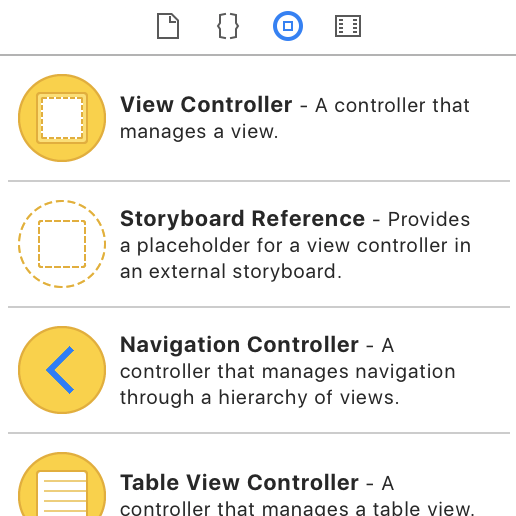 View Controller - A controller that
manages a view.
Storyboard Reference - Provides
a placeholder for a view controller in
an external storyboard.
Navigation Controller - A
controller that manages navigation
through a hierarchy of views.
Table View Controller - A
controller that manages a table view.